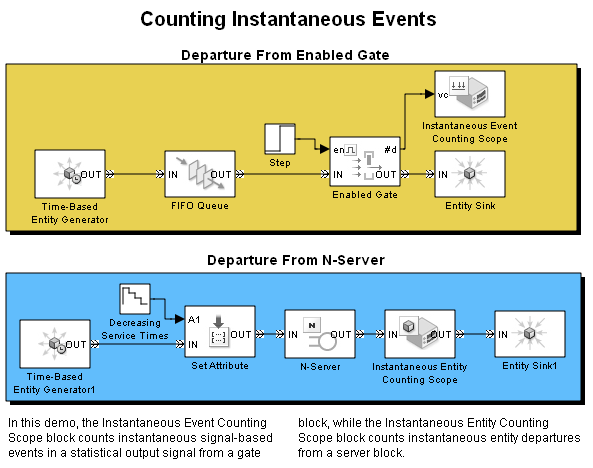 Counting Instantaneous Events
Departure From Enabled Gate
vc
Instantaneous Event
Counting Scope
Step
en
#d
IN
OUT
Enabled Gate
OUT
Time-Based
Entity Generator
IN
OUT
FIFO Queue
IN
Entity Sink
Departure From N-Server
Decreasing
Service Times
A1
IN
OUT
Set Attribute
OUT
Time-Based
Entity Generator1
N
IN
OUT
N-Server
IN
OUT
Instantaneous Entity
Counting Scope
IN
Entity Sink1
In this demo, the Instantaneous Event Counting
Scope block counts instantaneous signal-based
events in a statistical output signal from a gate
block, while the Instantaneous Entity Counting
Scope block counts instantaneous entity departures
from a server block.